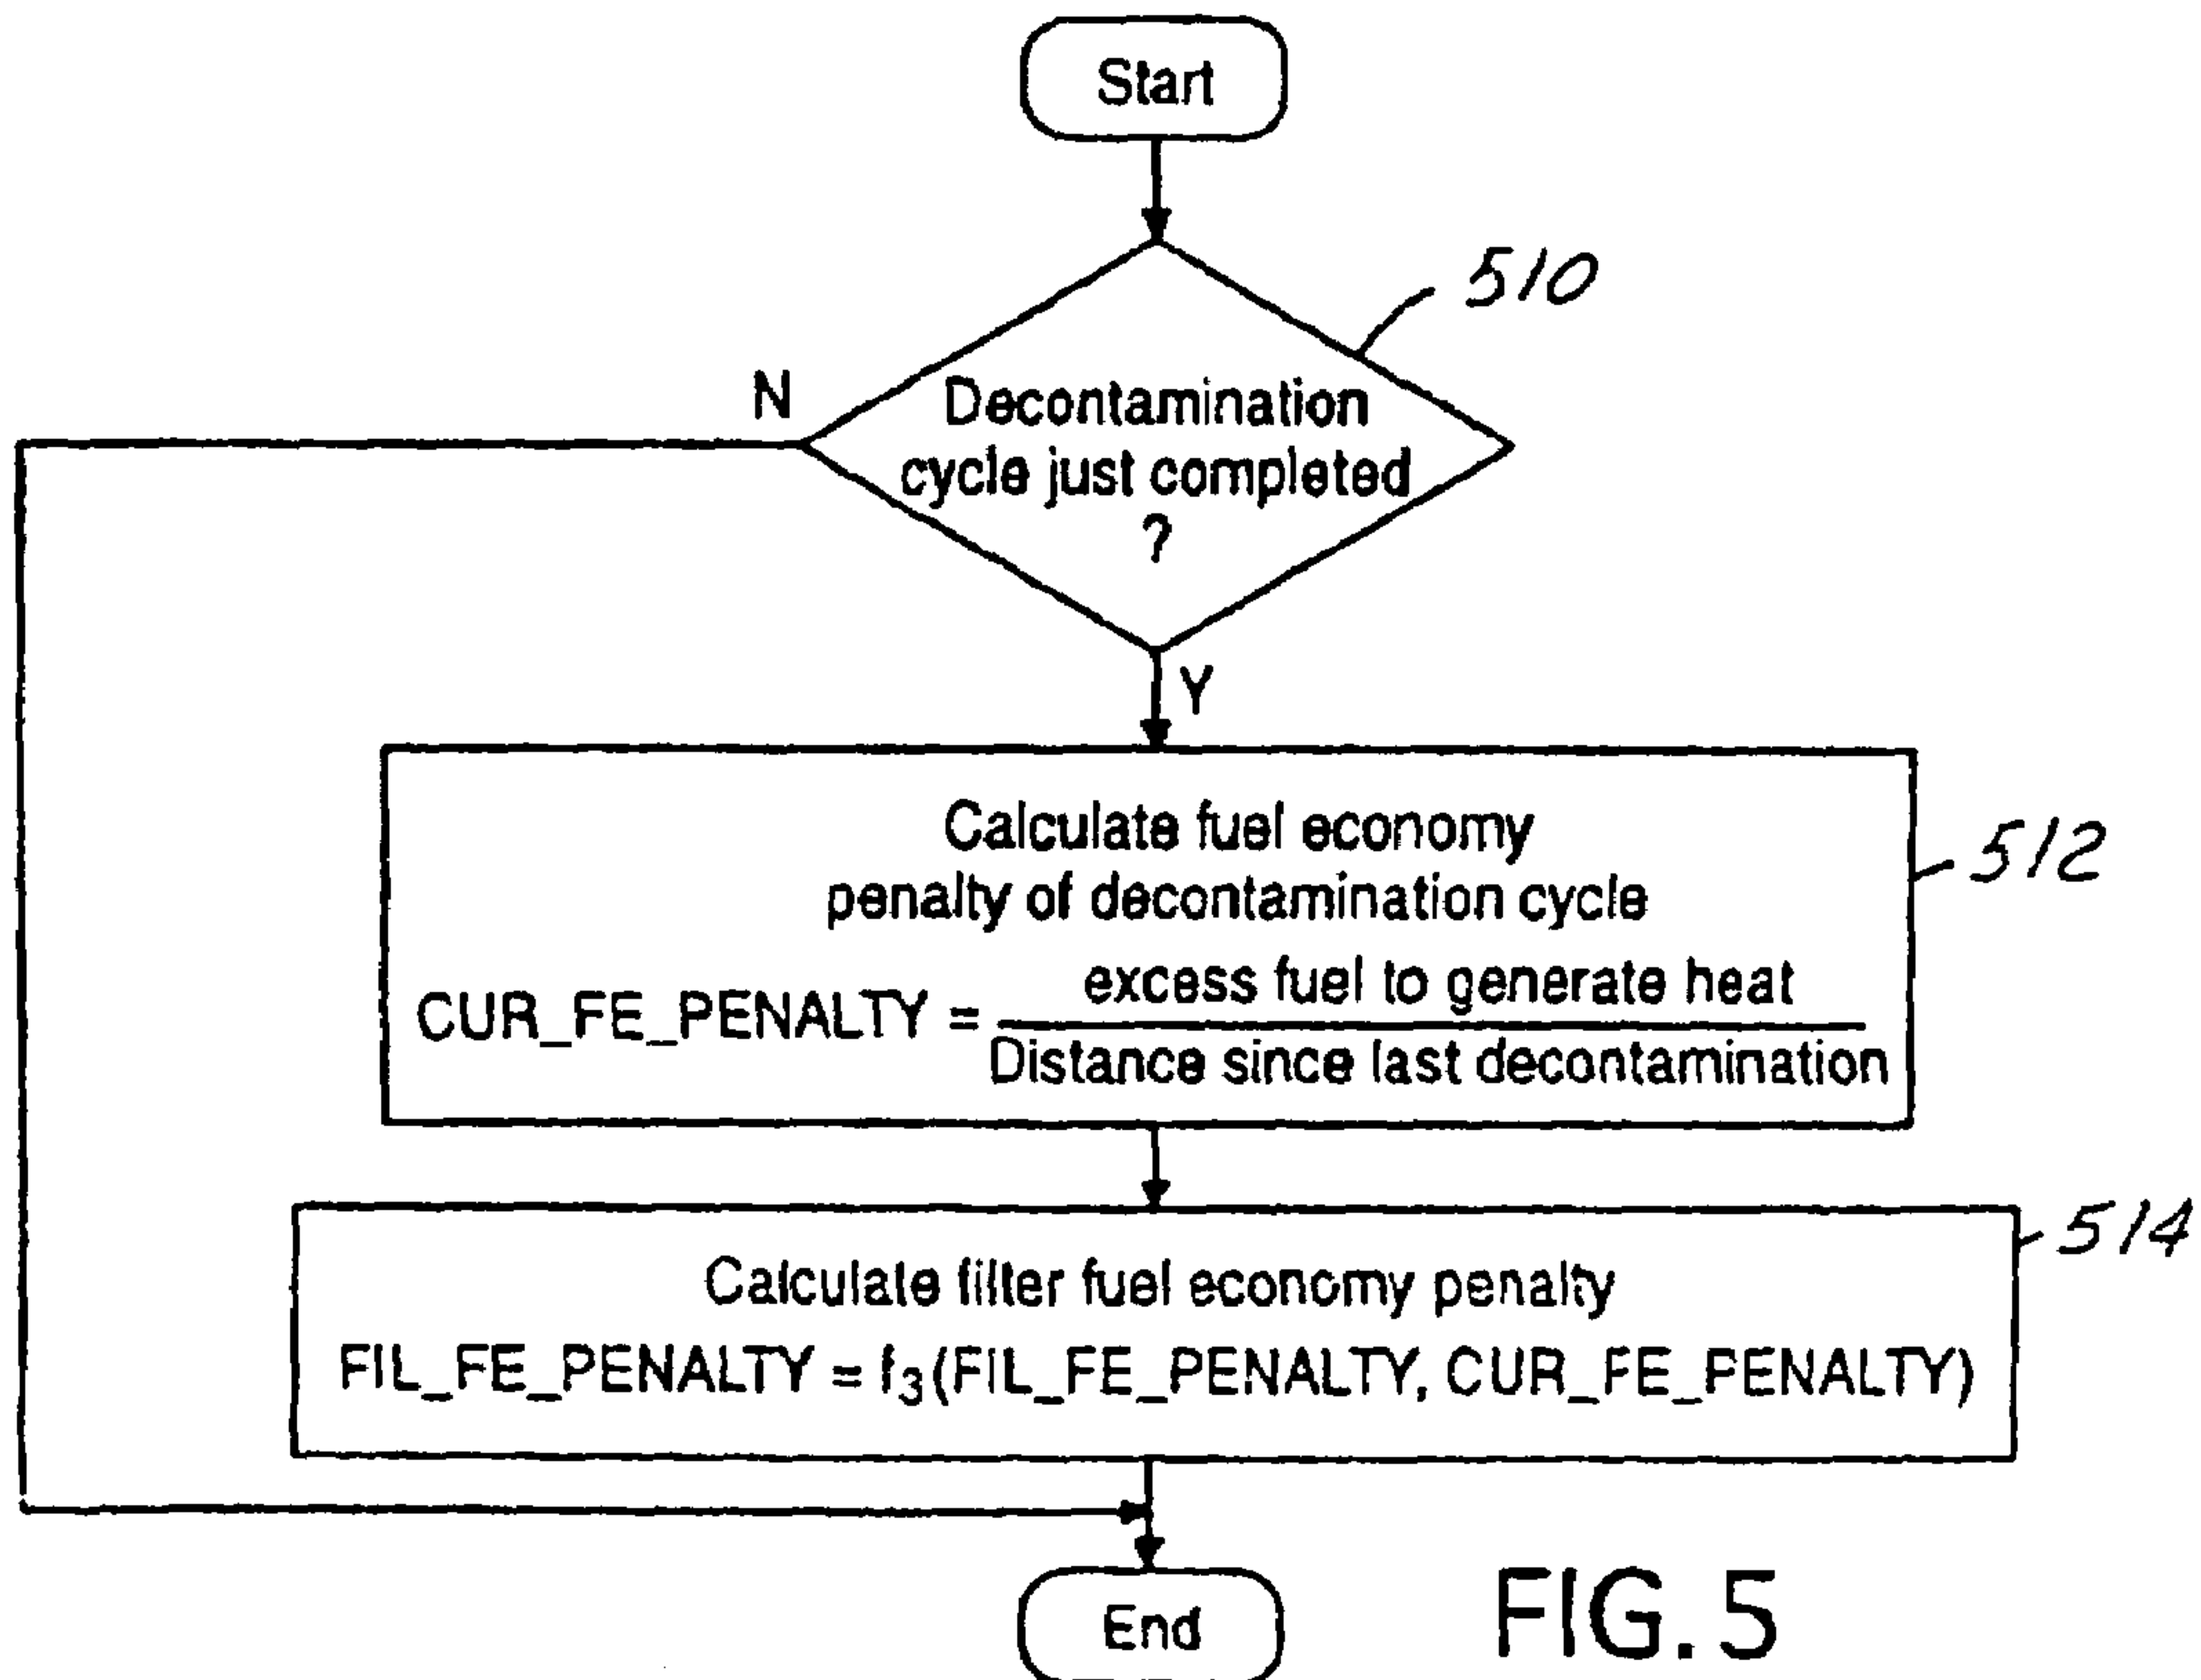 Start
510
N
Decontamination
cycle just completed
?
Y
Calculate fuel economy
penalty of decontamination cycle
512
excess fuel to generate heat
CUR_FE_PENALTY =
Distance since last decontamination
514
Calculate filter fuel economy penalty
FIL_FE_PENALTY = f₃(FIL_FE_PENALTY, CUR_FE_PENALTY)
End
FIG. 5